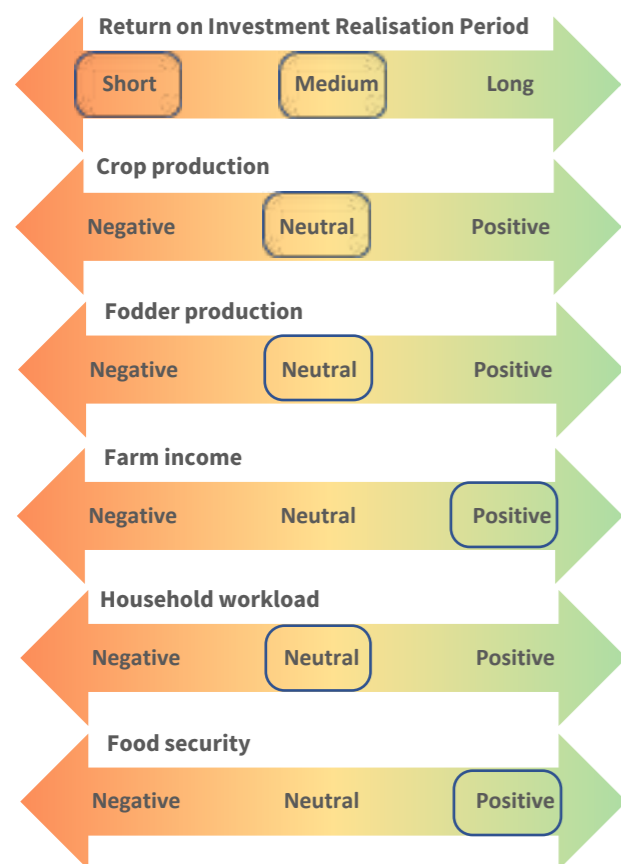 Return on Investment Realisation Period
Short Medium Long
Crop production
Negative Neutral Positive
Fodder production
Negative Neutral Positive
Farm income
Negative Neutral Positive
Household workload
Negative Neutral Positive
Food security
Negative Neutral Positive